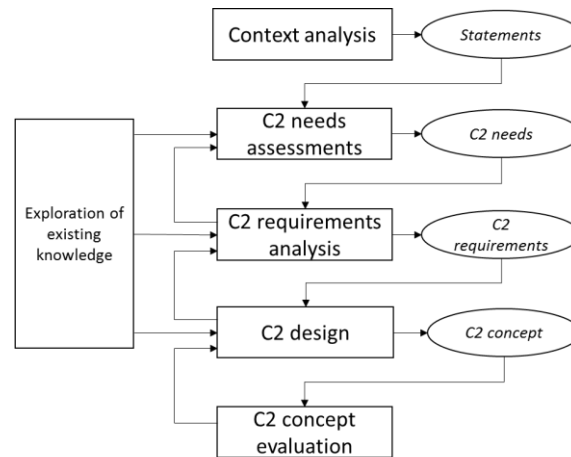 Context analysis
Statements
C2 needs
assessments
C2 needs
Exploration of
existing
knowledge
C2 requirements
analysis
C2
requirements
C2 design
C2 concept
C2 concept
evaluation